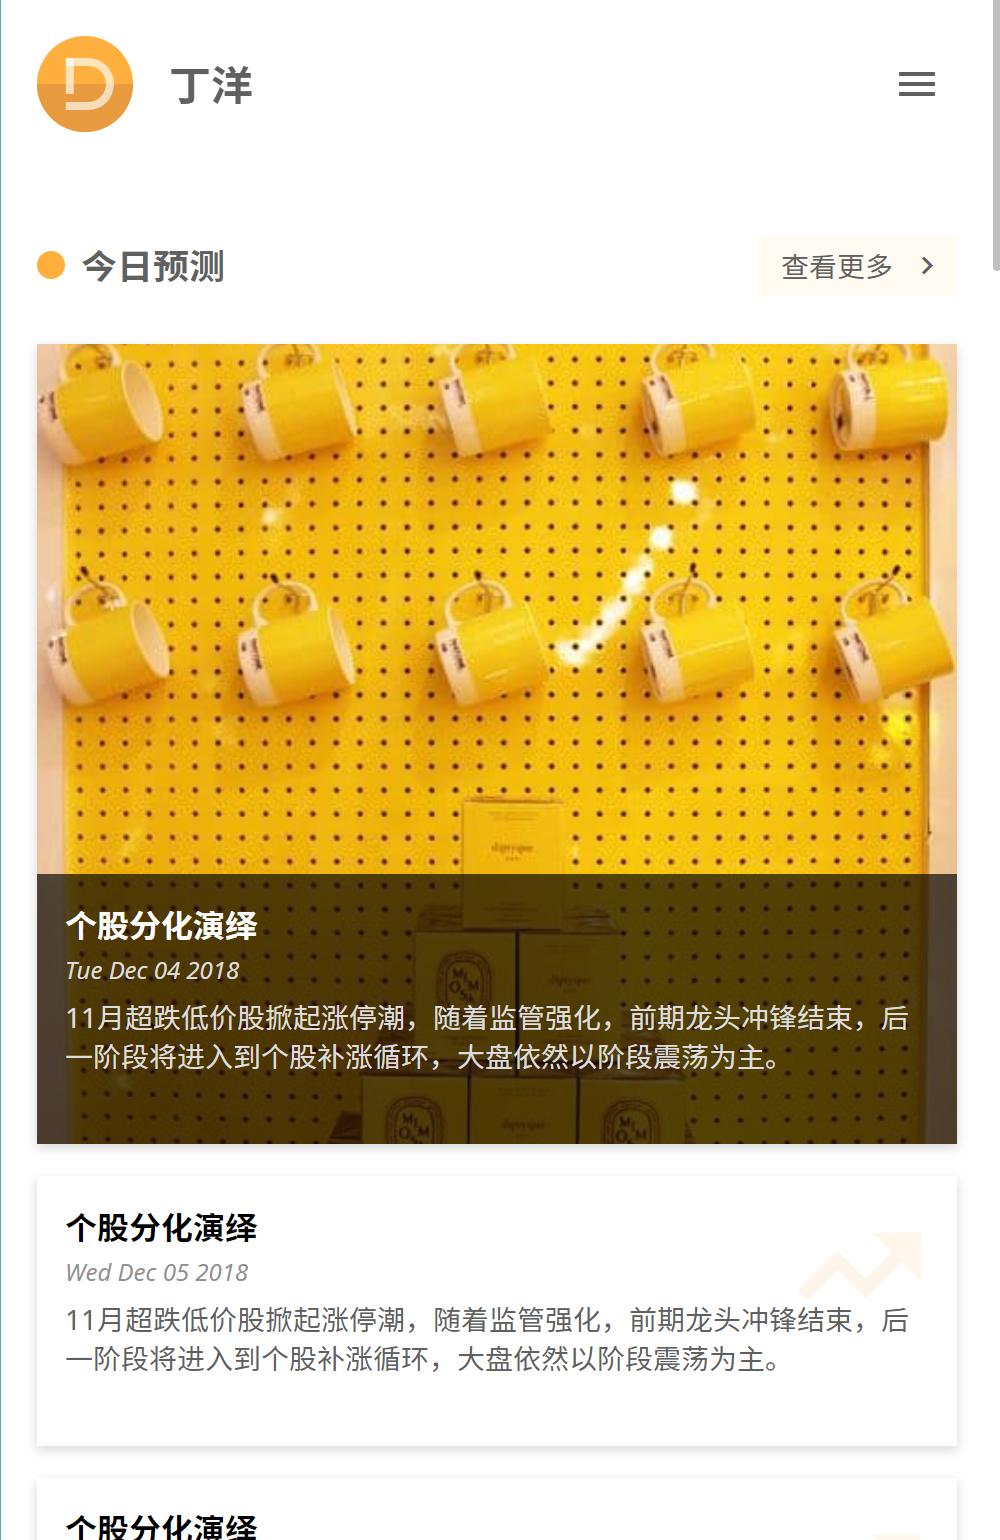 丁洋
今日预测
查看更多
diptyque
个股分化演绎
Tue Dec 04 2018
11月超跌低价股掀起涨停潮，随着监管强化，前期龙头冲锋结束，后
一阶段将进入到个股补涨循环，大盘依然以阶段震荡为主。
个股分化演绎
Wed Dec 05 2018
11月超跌低价股掀起涨停潮，随着监管强化，前期龙头冲锋结束，后
一阶段将进入到个股补涨循环，大盘依然以阶段震荡为主。
个股分化演绎